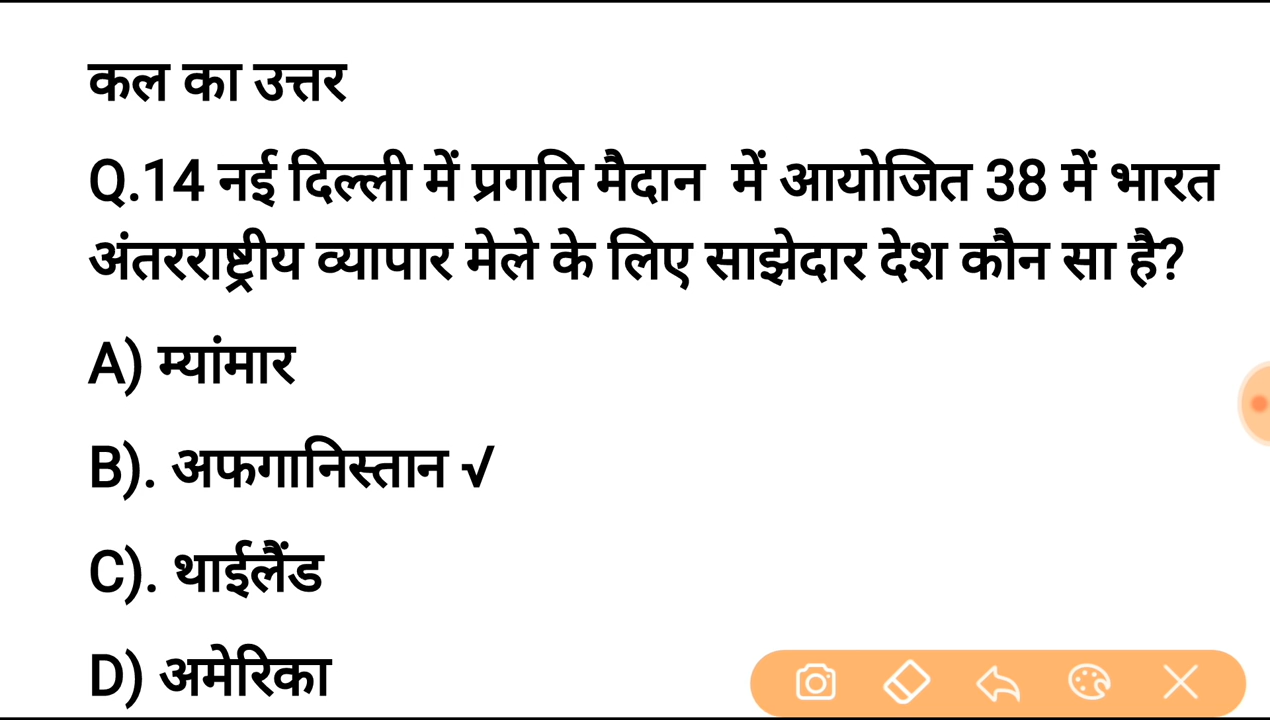 कल का उत्तर
Q.14 नई दिल्ली में प्रगति मैदान में आयोजित 38 में भारत
अंतरराष्ट्रीय व्यापार मेले के लिए साझेदार देश कौन सा है?
A) म्यांमार
B). अफगानिस्तान √
C). थाईलैंड
D) अमेरिका